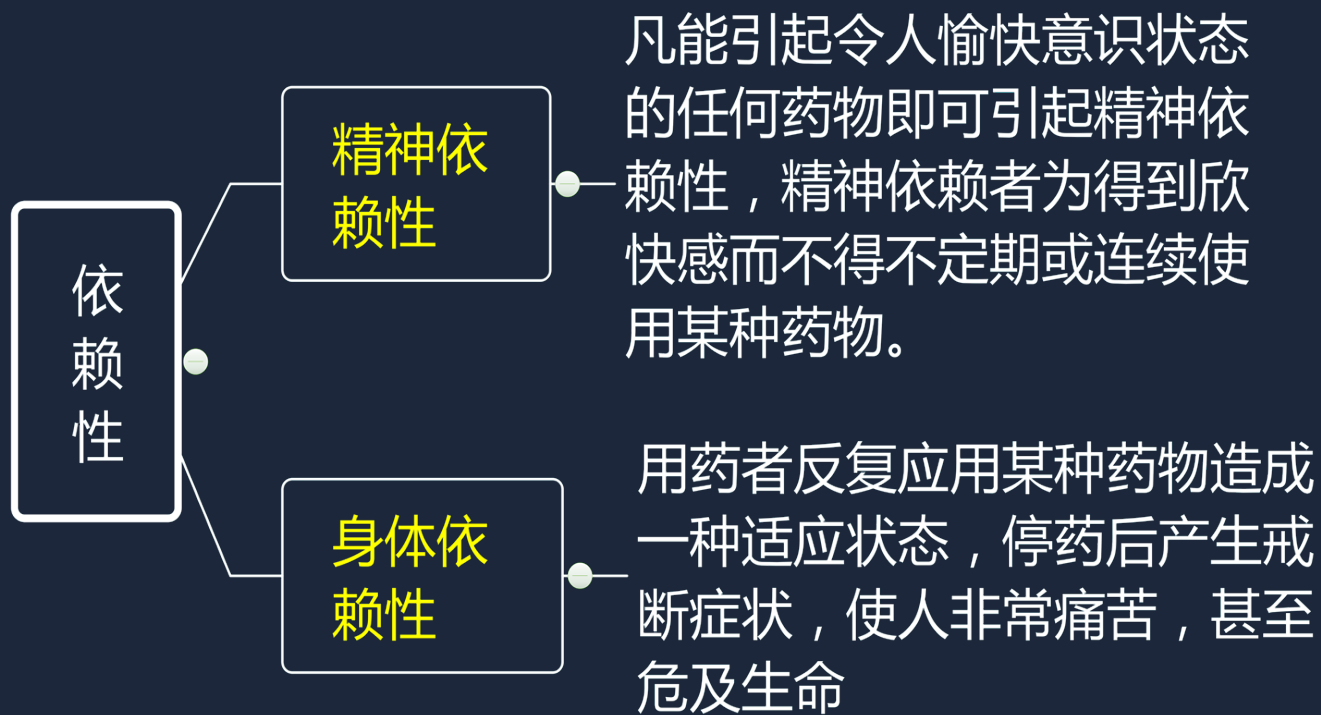 依
赖
性
精神依
赖性
凡能引起令人愉快意识状态
的任何药物即可引起精神依
赖性，精神依赖者为得到欣
快感而不得不定期或连续使
用某种药物。
身体依
赖性
用药者反复应用某种药物造成
一种适应状态，停药后产生戒
断症状，使人非常痛苦，甚至
危及生命